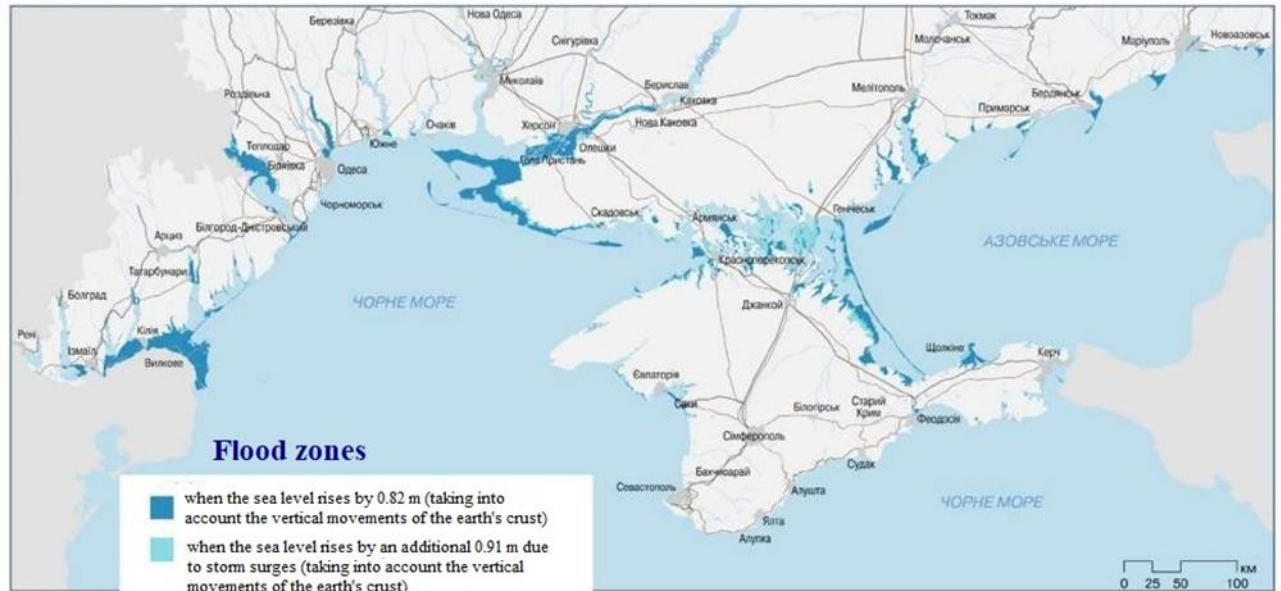 Березівка
Нова Одеса
Снігурівка
Токмак
Молочанськ
Маріуполь
Новоазовськ
Миколаїв
Берислав
Дніпро
Каховка
Мелітополь
Бердянськ
Приморськ
Роздільна
Очаків
Херсон
Нова Каховка
Южне
Теплодар
Біляївка
Одеса
Олешки
Гола Пристань
Чорноморськ
Скадовськ
Армянськ
Генічеськ
АЗОВСЬКЕ МОРЕ
Білгород-Дністровський
Арциз
Татарбунари
Красноперекопськ
Болград
ЧОРНЕ МОРЕ
Джанкой
Рені
Кілія
Ізмаїл
Вилкове
Щолкіне
Керч
Євпаторія
Саки
Білогірськ
Старий
Крим
Феодосія
Сімферополь
Судак
Бахчисарай
Севастополь
Алушта
Ялта
Алупка
ЧОРНЕ МОРЕ
Flood zones
when the sea level rises by 0.82 m (taking into
account the vertical movements of the earth's crust)
when the sea level rises by an additional 0.91 m due
to storm surges (taking into account the vertical
movements of the earth's crust)
км
0 25 50 100